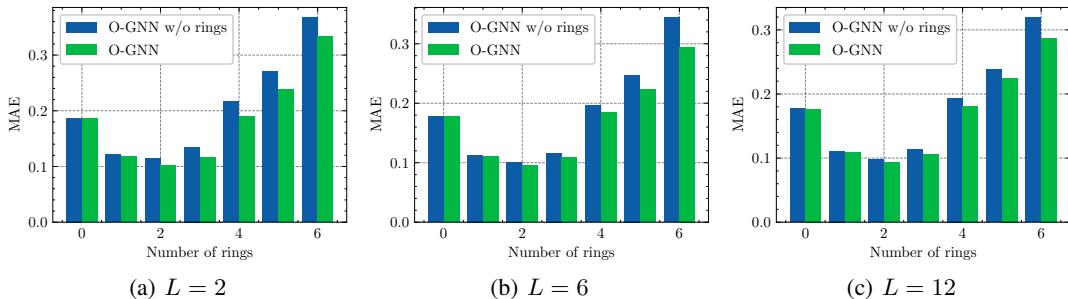 O-GNN w/o rings
O-GNN
MAE
0.3
0.2
0.1
0.0
0 2 4 6
Number of rings
(a) L = 2
O-GNN w/o rings
O-GNN
MAE
0.3
0.2
0.1
0.0
0 2 4 6
Number of rings
(b) L = 6
O-GNN w/o rings
O-GNN
MAE
0.3
0.2
0.1
0.0
0 2 4 6
Number of rings
(c) L = 12